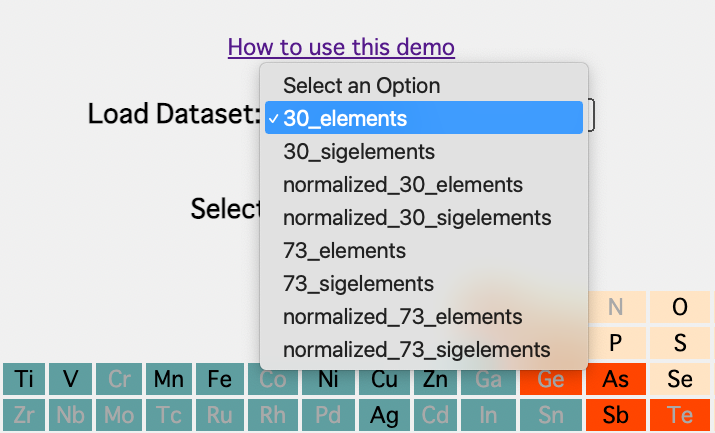 How to use this demo
Select an Option
Load Dataset:
✓ 30_elements
30_sigelements
normalized_30_elements
Select
normalized_30_sigelements
73_elements
73_sigelements
normalized_73_elements
N O
normalized_73_sigelements
P S
Ti V Cr Mn Fe Co Ni Cu Zn Ga Ge As Se
Zr Nb Mo Tc Ru Rh Pd Ag Cd In Sn Sb Te